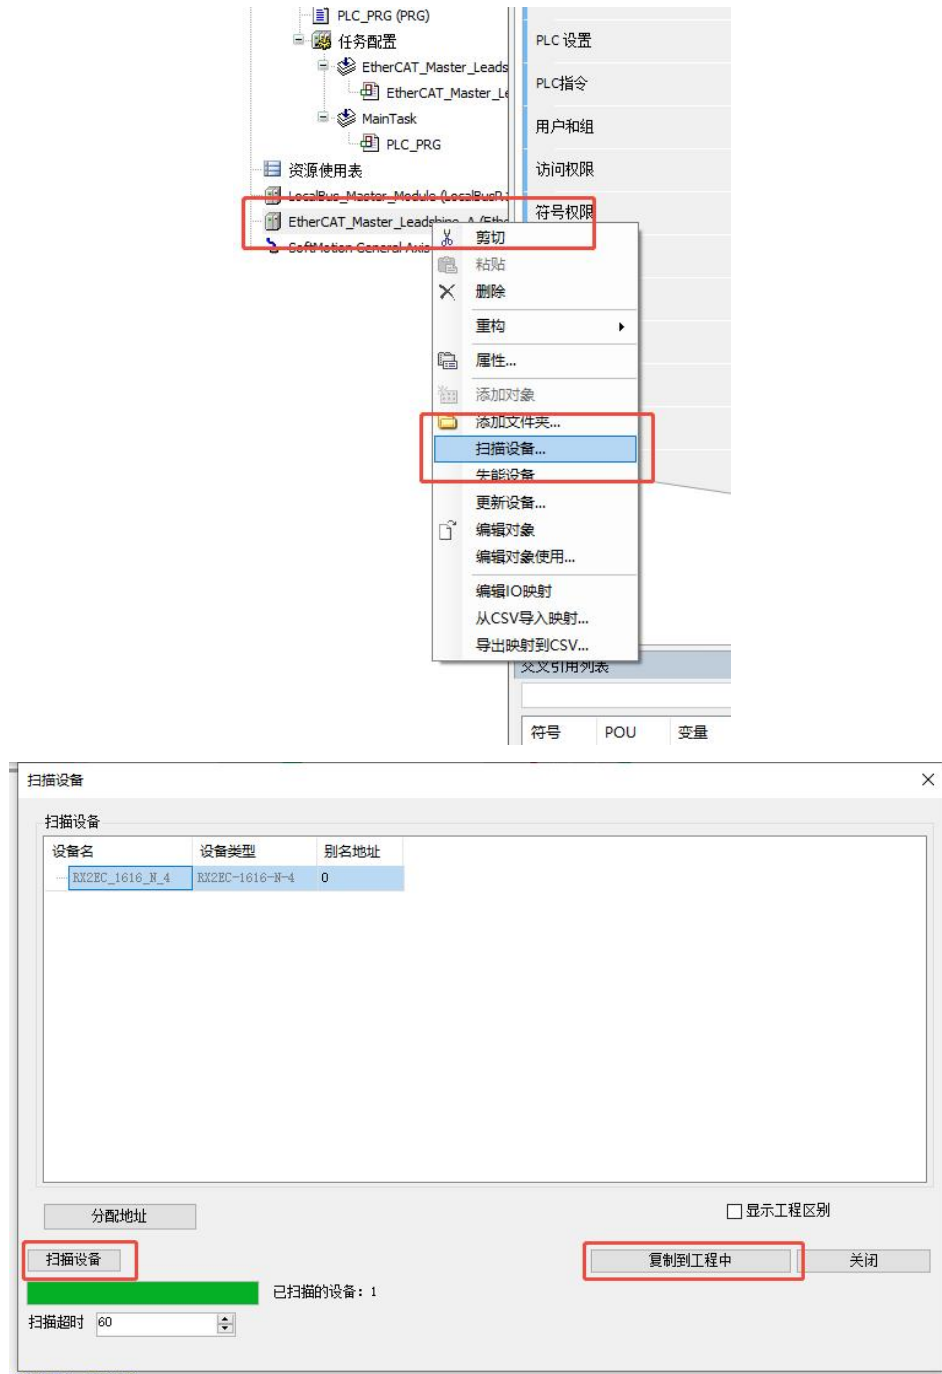 PLC_PRG (PRG)
任务配置
EtherCAT_Master_Leads
EtherCAT_Master_Le
MainTask
PLC_PRG
资源使用表
LocalBus_Master_Module (LocalBus
EtherCAT_Master_Leadshine_A (Ethe
SoftMotion General Axis
PLC 设置
PLC指令
用户和组
访问权限
符号权限
剪切
粘贴
删除
重构
属性...
添加对象
添加文件夹...
扫描设备...
失能设备
更新设备...
编辑对象
编辑对象使用...
编辑IO映射
从CSV导入映射...
导出映射到CSV...
交叉引用列表
符号 POU 变量
扫描设备
扫描设备
设备名 设备类型 别名地址
RX2EC_1616_N_4 RX2EC-1616-N-4 0
分配地址 显示工程区别
扫描设备 复制到工程中 关闭
已扫描的设备: 1
扫描超时 60